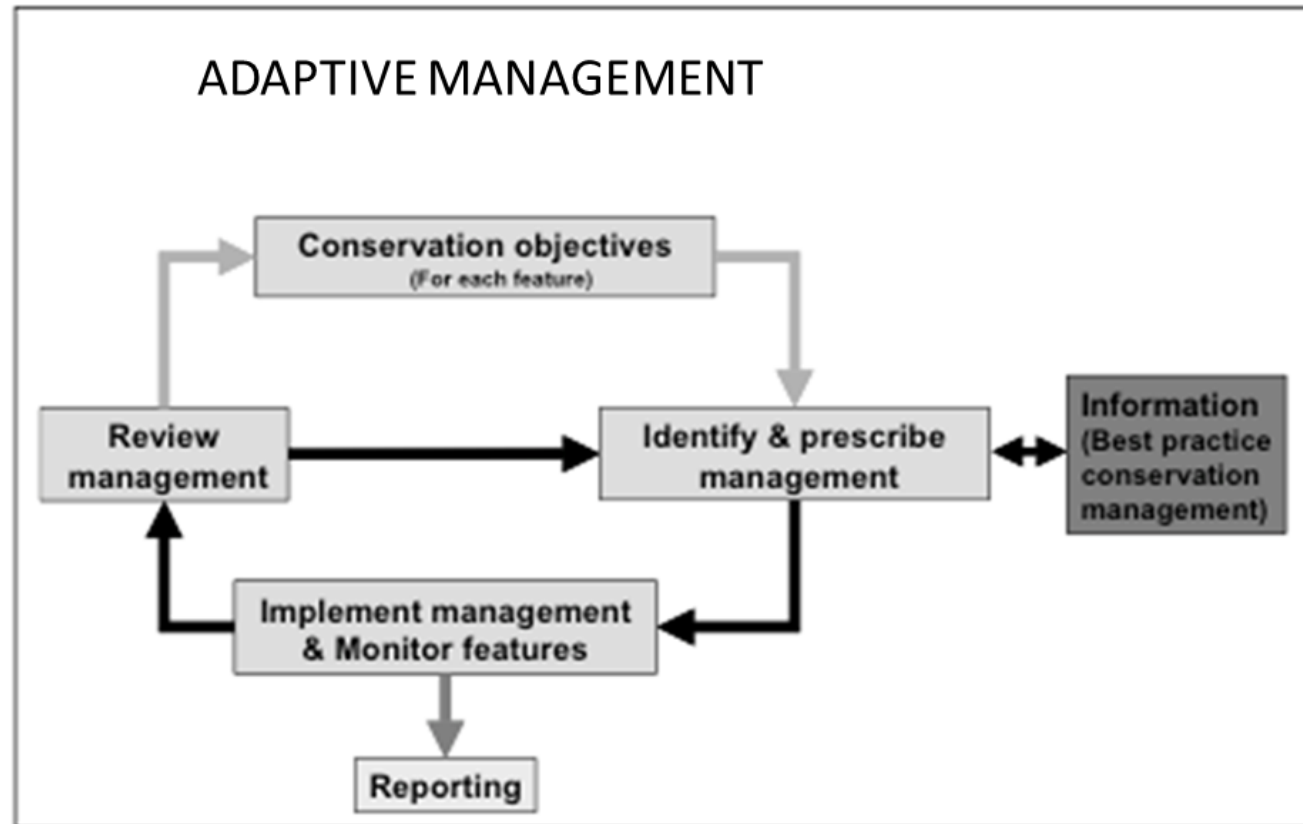 ADAPTIVE MANAGEMENT
Conservation objectives
(For each feature)
Review
management
Identify & prescribe
management
Information
(Best practice
conservation
management)
Implement management
& Monitor features
Reporting